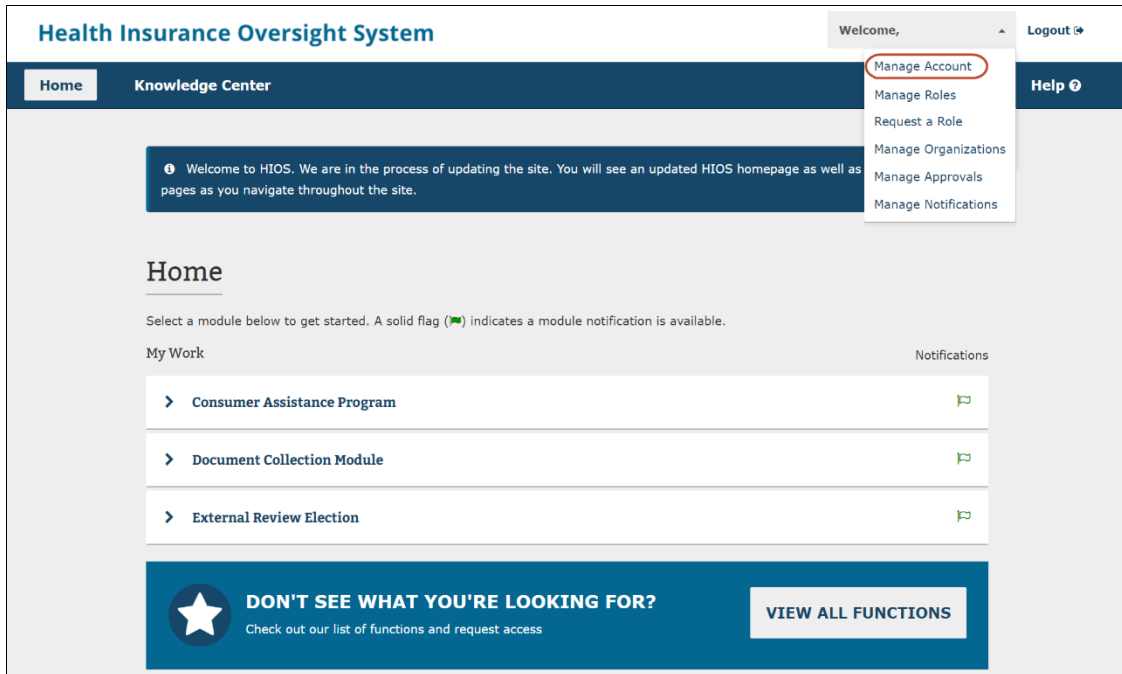 Health Insurance Oversight System
Welcome,
Logout
Home
Knowledge Center
Help
Manage Account
Manage Roles
Request a Role
Manage Organizations
Manage Approvals
Manage Notifications
Welcome to HIOS. We are in the process of updating the site. You will see an updated HIOS homepage as well as
pages as you navigate throughout the site.
Home
Select a module below to get started. A solid flag () indicates a module notification is available.
My Work
Notifications
Consumer Assistance Program
Document Collection Module
External Review Election
DON'T SEE WHAT YOU'RE LOOKING FOR?
Check out our list of functions and request access
VIEW ALL FUNCTIONS